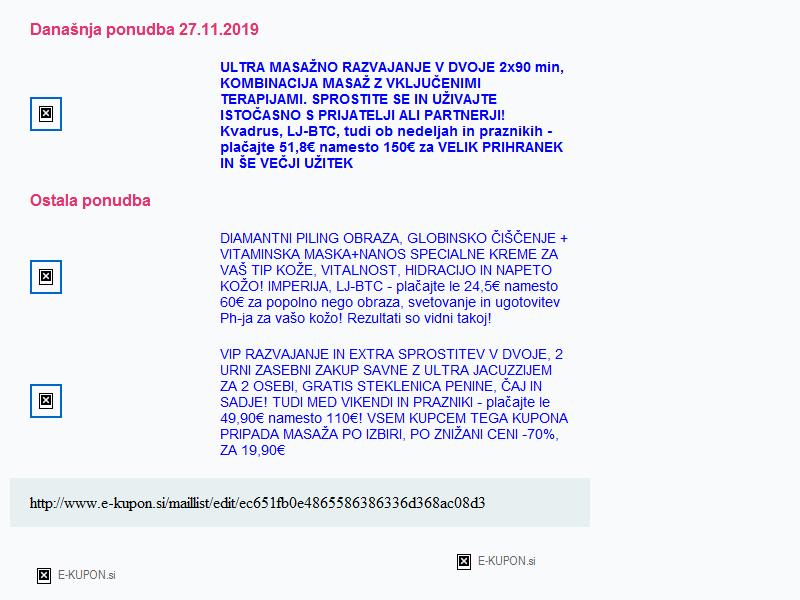 Današnja ponudba 27.11.2019
ULTRA MASAŽNO RAZVAJANJE V DVOJE 2x90 min,
KOMBINACIJA MASAŽ Z VKLJUČENIMI
TERAPIJAMI. SPROSTITE SE IN UŽIVAJTE
ISTOČASNO S PRIJATELJI ALI PARTNERJI!
Kvadrus, LJ-BTC, tudi ob nedeljah in praznikih -
plačajte 51,8€ namesto 150€ za VELIK PRIHRANEK
IN ŠE VEČJI UŽITEK
Ostala ponudba
DIAMANTNI PILING OBRAZA, GLOBINSKO ČIŠČENJE +
VITAMINSKA MASKA+NANOS SPECIALNE KREME ZA
VAŠ TIP KOŽE, VITALNOST, HIDRACIJO IN NAPETO
KOŽO! IMPERIJA, LJ-BTC - plačajte le 24,5€ namesto
60€ za popolno nego obraza, svetovanje in ugotovitev
Ph-ja za vašo kožo! Rezultati so vidni takoj!
VIP RAZVAJANJE IN EXTRA SPROSTITEV V DVOJE, 2
URNI ZASEBNI ZAKUP SAVNE Z ULTRA JACUZZIJEM
ZA 2 OSEBI, GRATIS STEKLENICA PENINE, ČAJ IN
SADJE! TUDI MED VIKENDI IN PRAZNIKI - plačajte le
49,90€ namesto 110€! VSEM KUPCEM TEGA KUPONA
PRIPADA MASAŽA PO IZBIRI, PO ZNIŽANI CENI -70%,
ZA 19,90€
http://www.e-kupon.si/maillist/edit/ec651fb0e4865586386336d368ac08d3
E-KUPON.si
E-KUPON.si